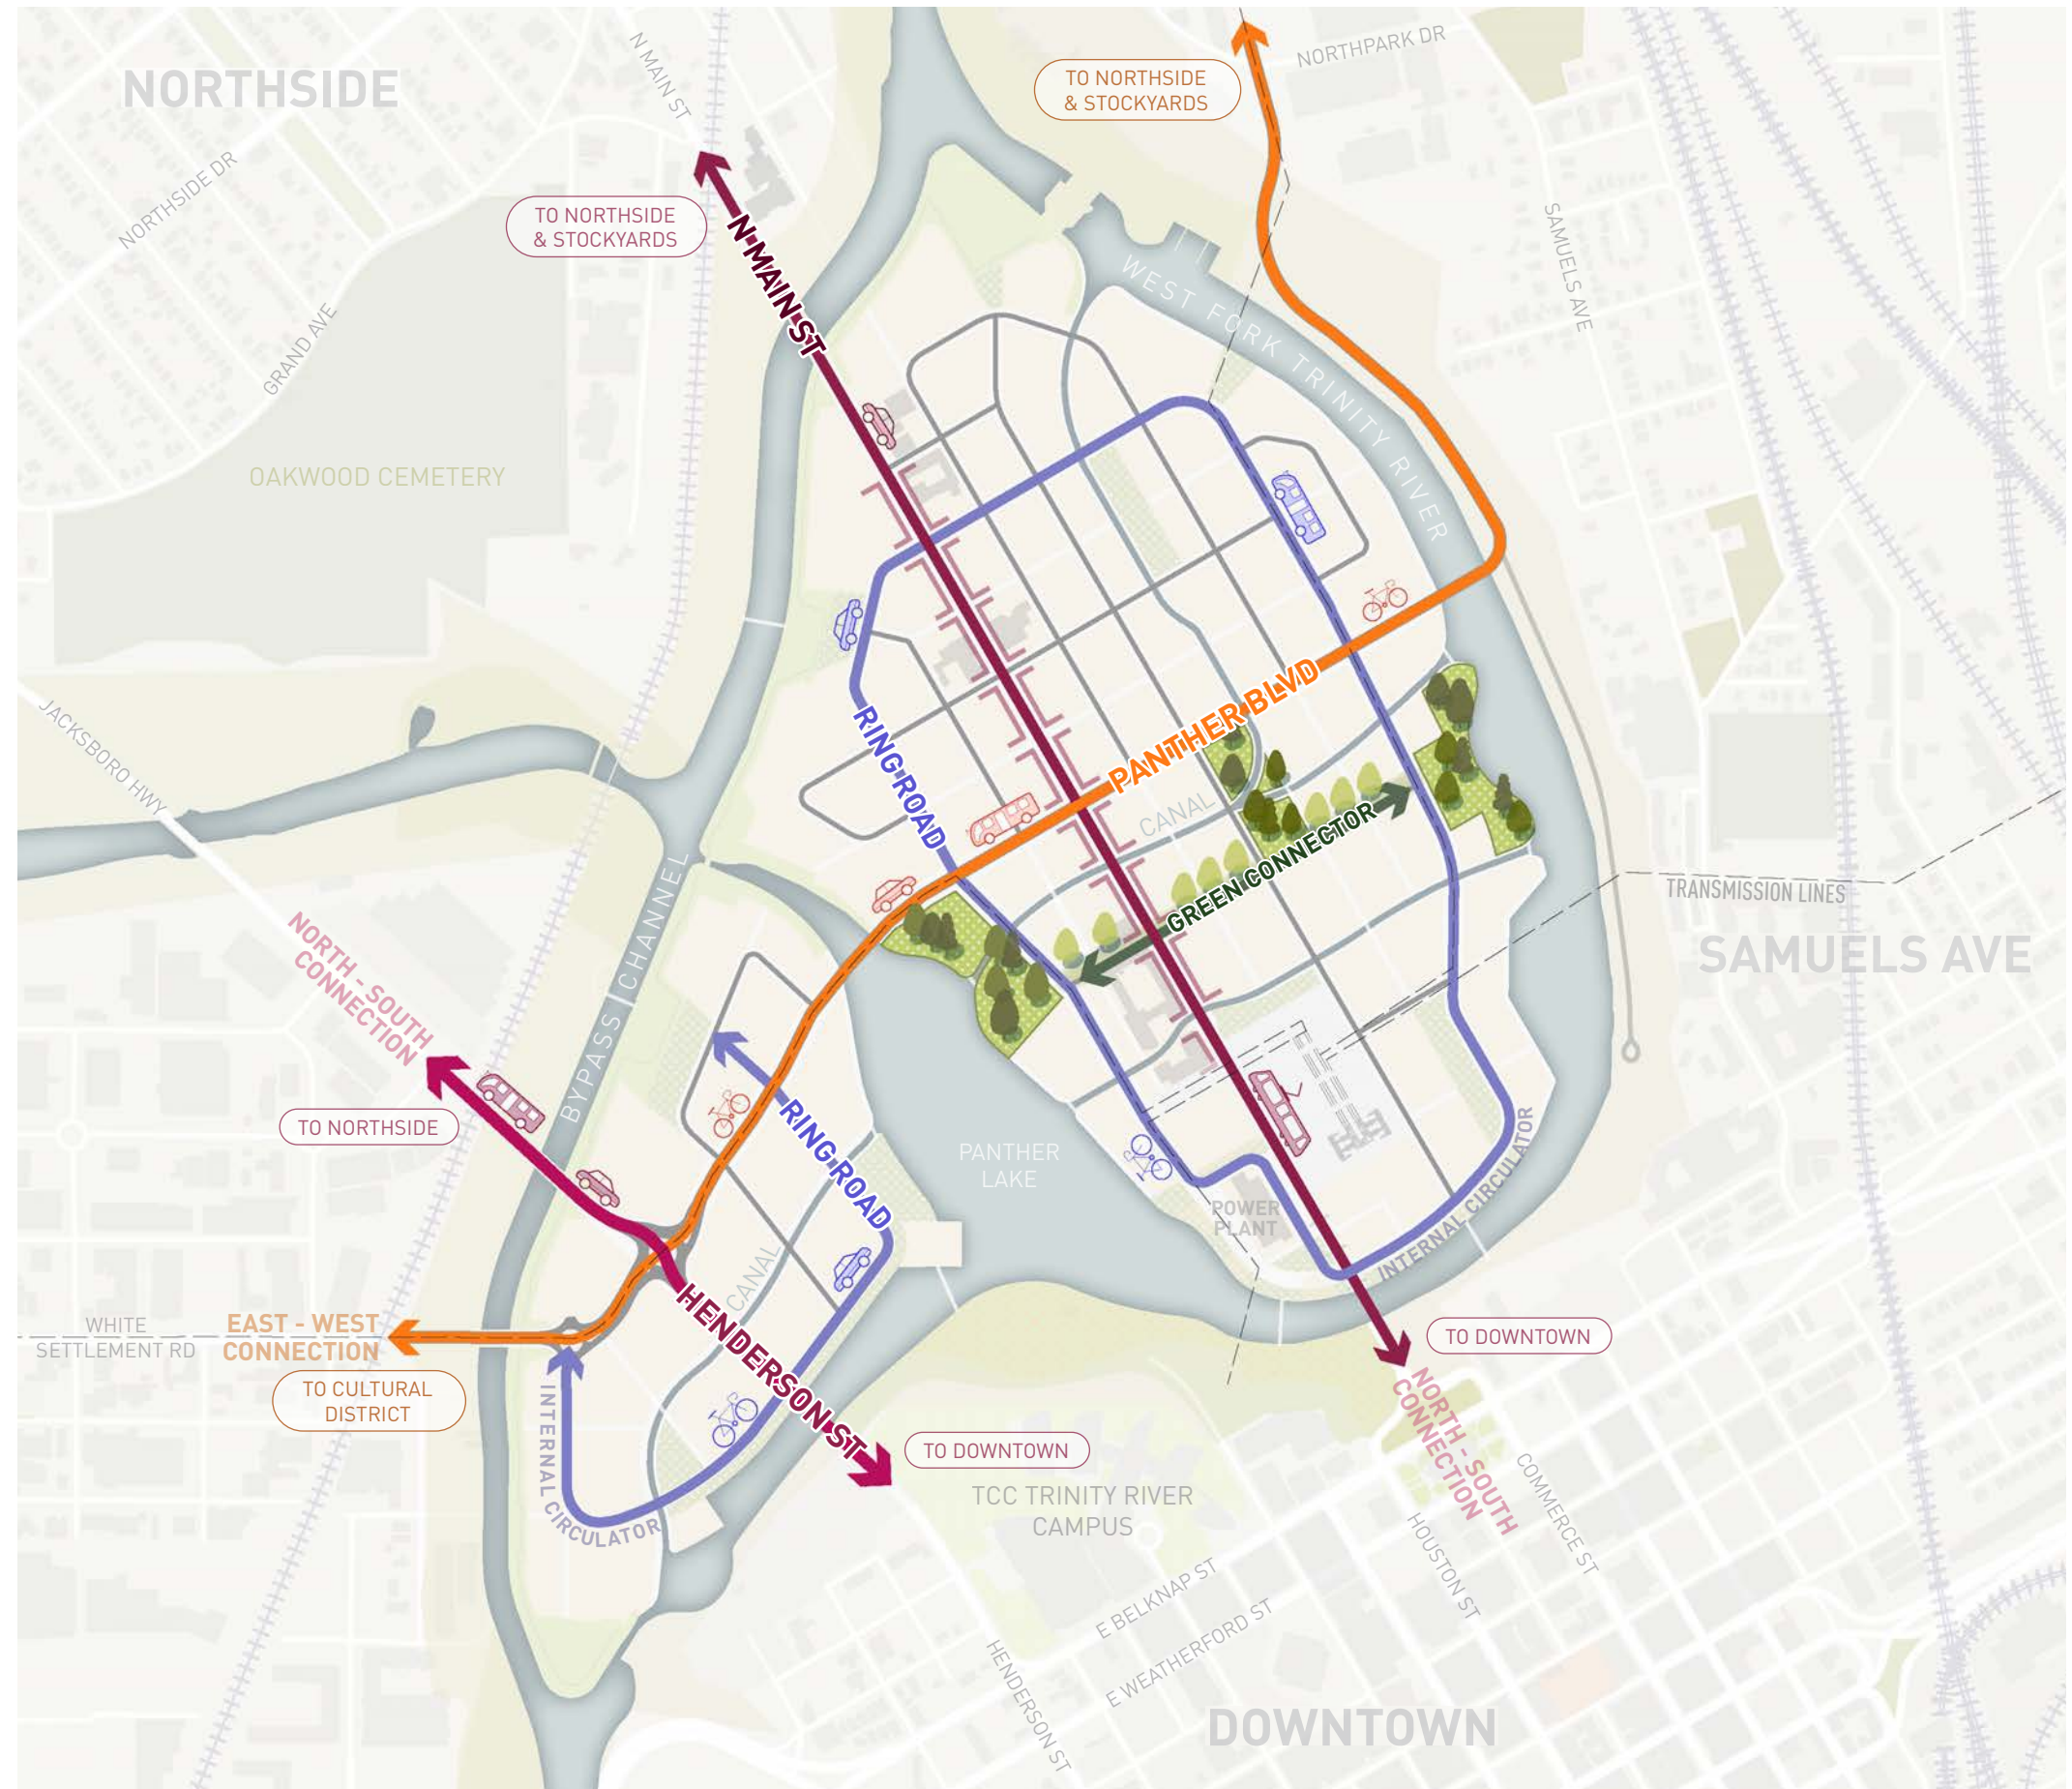 NORTHSIDE
N MAIN ST
NORTHPARK DR
TO NORTHSIDE
& STOCKYARDS
NORTHSIDE DR
TO NORTHSIDE
& STOCKYARDS
SAMUELS AVE
N MAIN ST
WEST FORK TRINITY RIVER
GRAND AVE
OAKWOOD CEMETERY
JACKSBORO HWY
RING ROAD
PANTHER BLVD
CANAL
GREEN CONNECTOR
TRANSMISSION LINES
SAMUELS AVE
NORTH - SOUTH
CONNECTION
BYPASS CHANNEL
TO NORTHSIDE
RING ROAD
PANTHER
LAKE
INTERNAL CIRCULATOR
POWER
PLANT
CANAL
HENDERSON ST
WHITE
SETTLEMENT RD
EAST - WEST
CONNECTION
TO CULTURAL
DISTRICT
TO DOWNTOWN
INTERNAL CIRCULATOR
NORTH - SOUTH
CONNECTION
TO DOWNTOWN
TCC TRINITY RIVER
CAMPUS
COMMERCE ST
HOUSTON ST
E BELKNAP ST
E WEATHERFORD ST
HENDERSON ST
DOWNTOWN